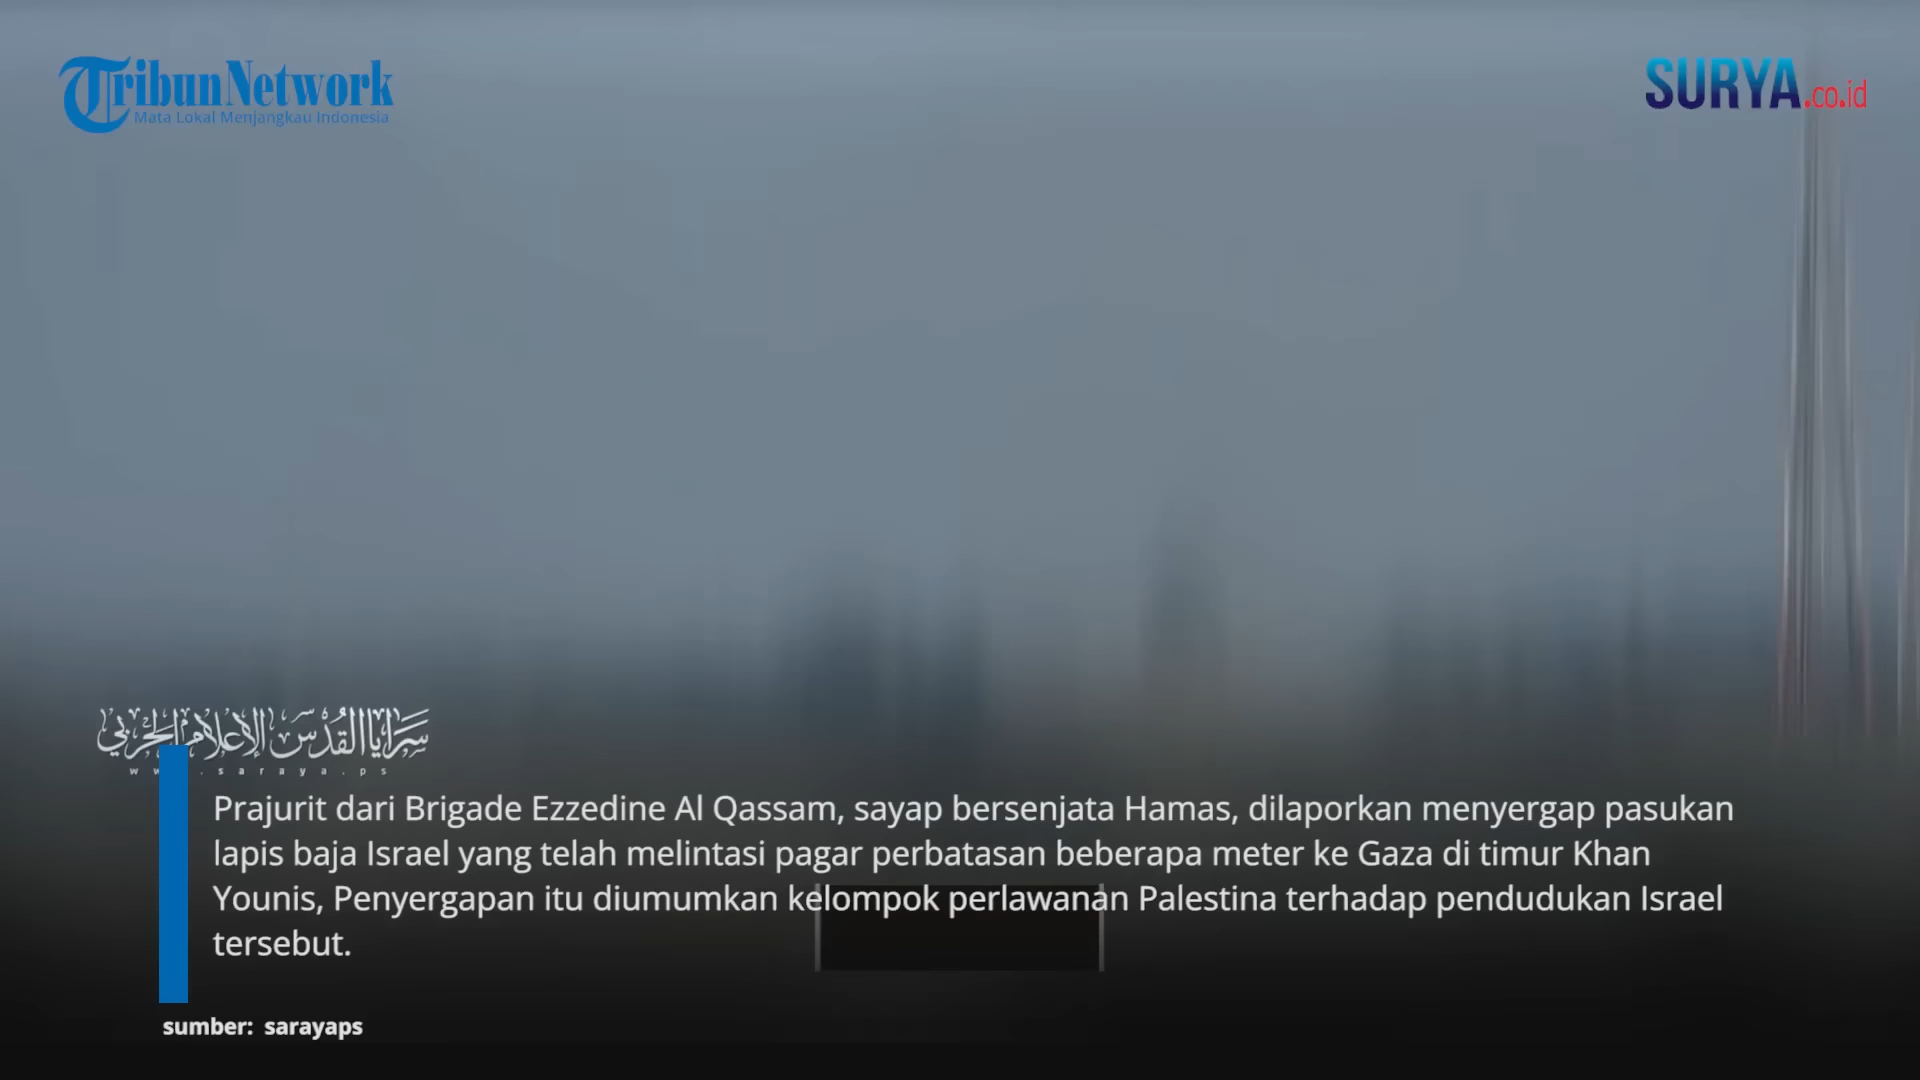 TribunNetwork
Mata Lokal Menjangkau Indonesia
SURYA.co.id
سرايا القدس الإعلام الحربي
.saraya.ps
Prajurit dari Brigade Ezzedine Al Qassam, sayap bersenjata Hamas, dilaporkan menyergap pasukan
lapis baja Israel yang telah melintasi pagar perbatasan beberapa meter ke Gaza di timur Khan
Younis, Penyergapan itu diumumkan kelompok perlawanan Palestina terhadap pendudukan Israel
tersebut.
sumber: sarayaps